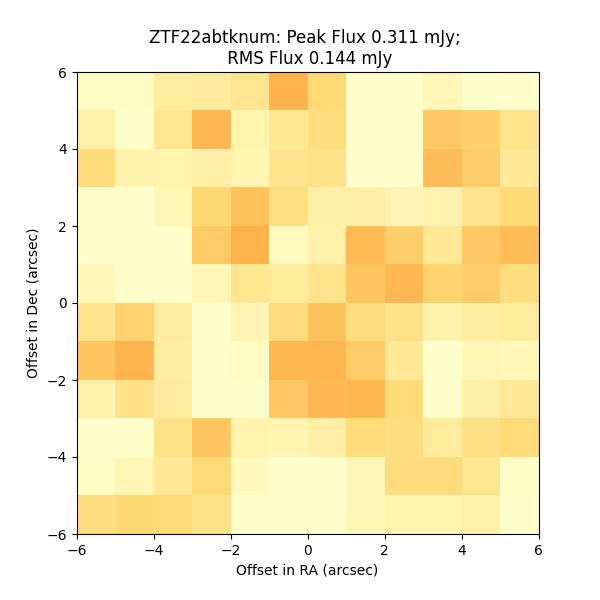 ZTF22abtknum: Peak Flux 0.311 mJy;
RMS Flux 0.144 mJy
6
4
2
0
−2
−4
−6
Offset in Dec (arcsec)
−6 −4 −2 0 2 4 6
Offset in RA (arcsec)